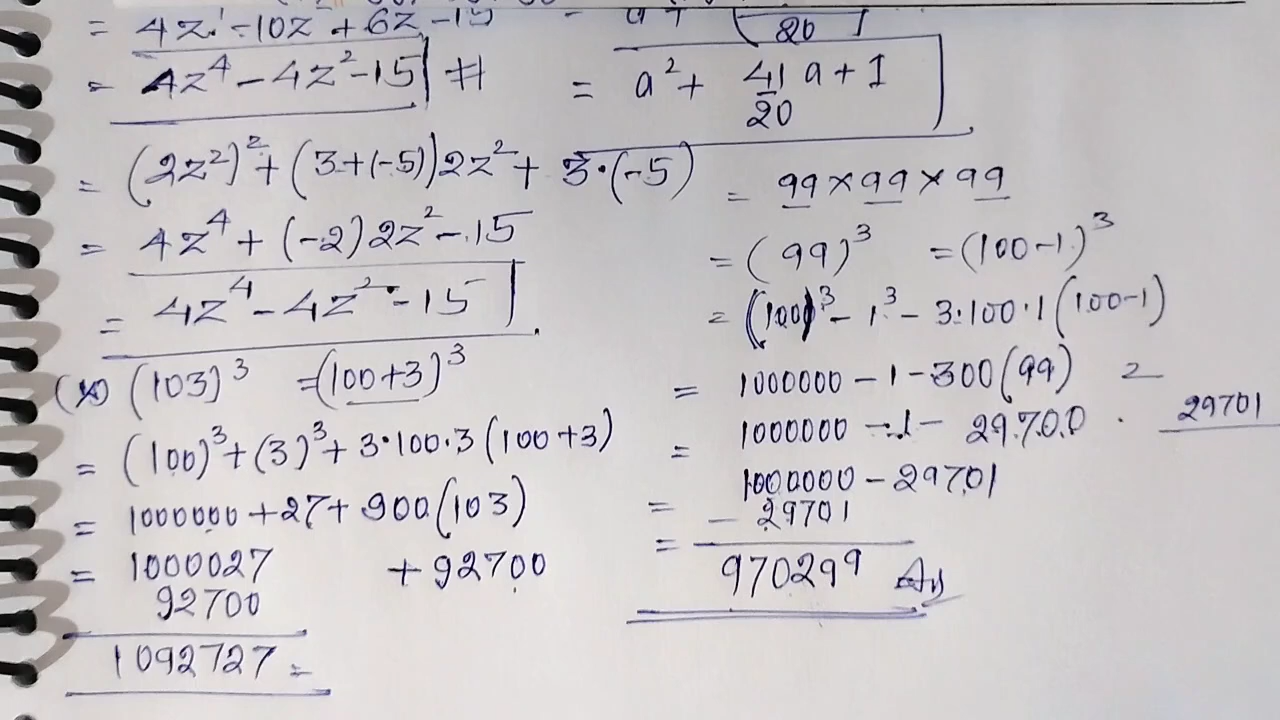 = 4z⁴ - 10z² + 6z² - 15
= 4z⁴ - 4z² - 15 #
= (2z²)² + (3+(-5))2z² + 3·(-5)
= 4z⁴ + (-2)2z² - 15
= 4z⁴ - 4z² - 15
(103)³ = (100+3)³
= (100)³ + (3)³ + 3·100·3(100+3)
= 1000000 + 27 + 900(103)
= 1000027 + 92700
92700
1092727 =
20
= a² + 41/20 a + 1
= 99×99×99
= (99)³ = (100-1)³
= (100)³ - 1³ - 3·100·1(100-1)
= 1000000 - 1 - 300(99) =
= 1000000 - 1 - 29700 · 29701
1000000 - 29701
= - 29701
= 970299 Ans